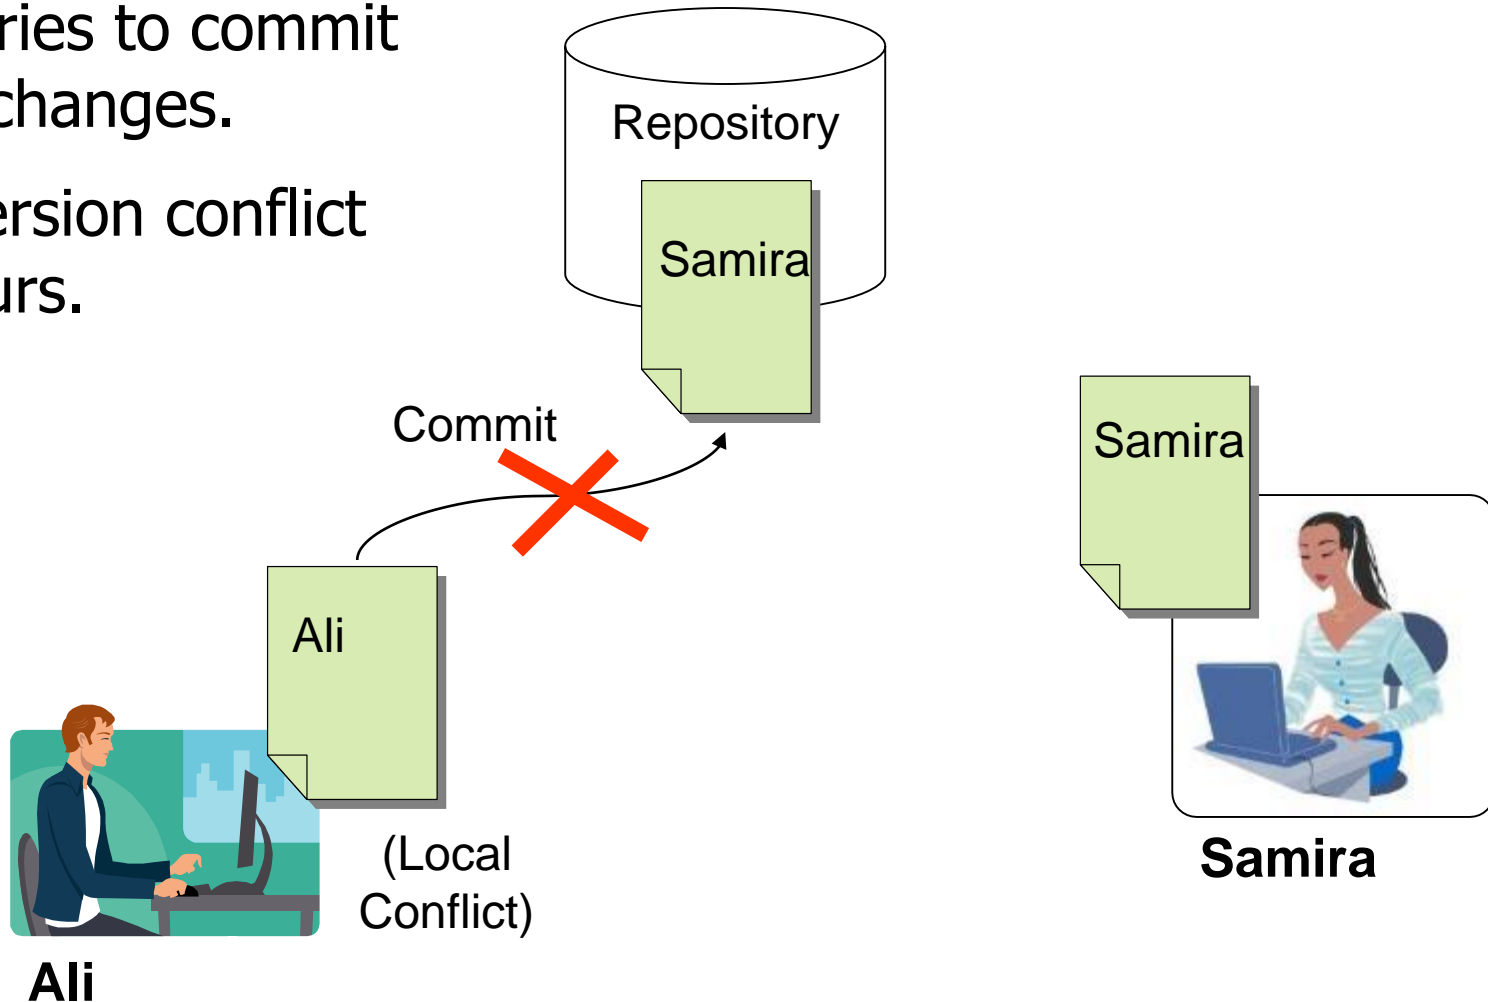 ries to commit
changes.
ersion conflict
urs.
Repository
Samira
Commit
Samira
Ali
(Local
Conflict)
Samira
Ali